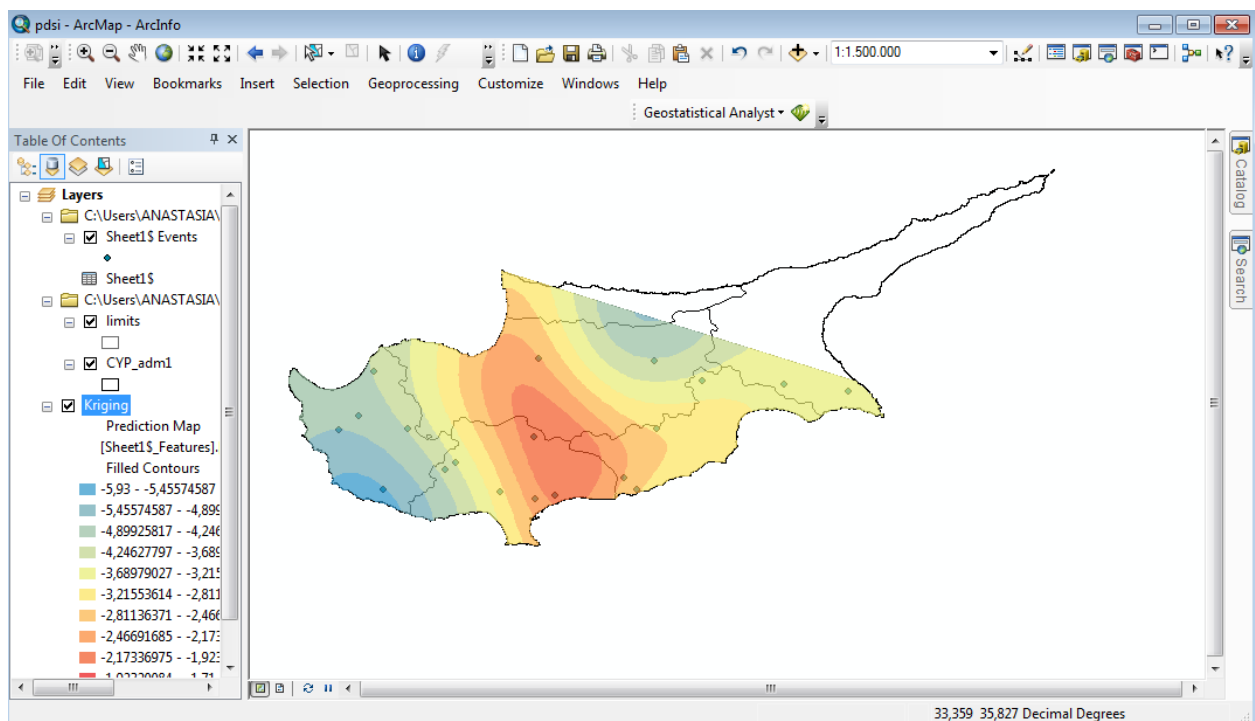 pdsi - ArcMap - ArcInfo
1:1.500.000
File Edit View Bookmarks Insert Selection Geoprocessing Customize Windows Help
Geostatistical Analyst
Table Of Contents
Layers
C:\Users\ANASTASIA\
Sheet1$ Events
Sheet1$
C:\Users\ANASTASIA\
limits
CYP_adm1
Kriging
Prediction Map
[Sheet1$_Features].
Filled Contours
-5,93 - -5,45574587
-5,45574587 - -4,899
-4,89925817 - -4,246
-4,24627797 - -3,689
-3,68979027 - -3,215
-3,21553614 - -2,811
-2,81136371 - -2,466
-2,46691685 - -2,173
-2,17336975 - -1,923
Catalog
Search
33,359 35,827 Decimal Degrees